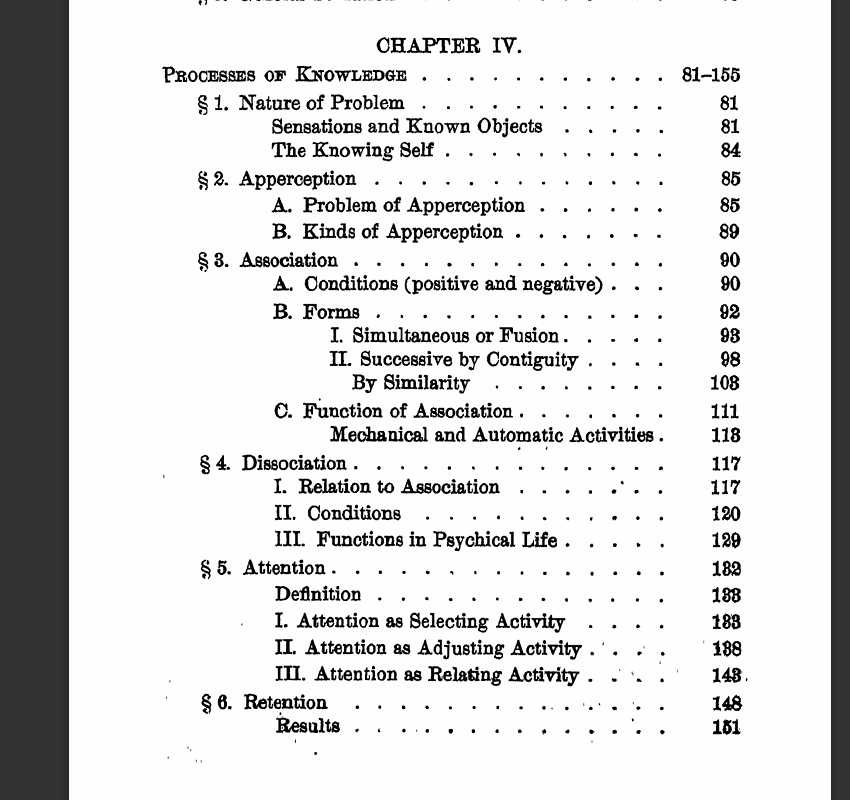 CHAPTER IV.
PROCESSES OF KNOWLEDGE . . . . . . . . . . . 81–155
§ 1. Nature of Problem . . . . . . . . . . . 81
Sensations and Known Objects . . . . . 81
The Knowing Self . . . . . . . . . . 84
§ 2. Apperception . . . . . . . . . . . . . 85
A. Problem of Apperception . . . . . . 85
B. Kinds of Apperception . . . . . . . 89
§ 3. Association . . . . . . . . . . . . . . 90
A. Conditions (positive and negative) . . . 90
B. Forms . . . . . . . . . . . . . 92
I. Simultaneous or Fusion . . . . . 93
II. Successive by Contiguity . . . . 98
By Similarity . . . . . . . . 103
C. Function of Association . . . . . . . 111
Mechanical and Automatic Activities . 113
§ 4. Dissociation . . . . . . . . . . . . . . 117
I. Relation to Association . . . . . . . 117
II. Conditions . . . . . . . . . . . 120
III. Functions in Psychical Life . . . . . 129
§ 5. Attention . . . . . . . . . . . . . . . 132
Definition . . . . . . . . . . . . . 133
I. Attention as Selecting Activity . . . . 133
II. Attention as Adjusting Activity . . . . 138
III. Attention as Relating Activity . . . . 143
§ 6. Retention . . . . . . . . . . . . . . 148
Results . . . . . . . . . . . . . . 151